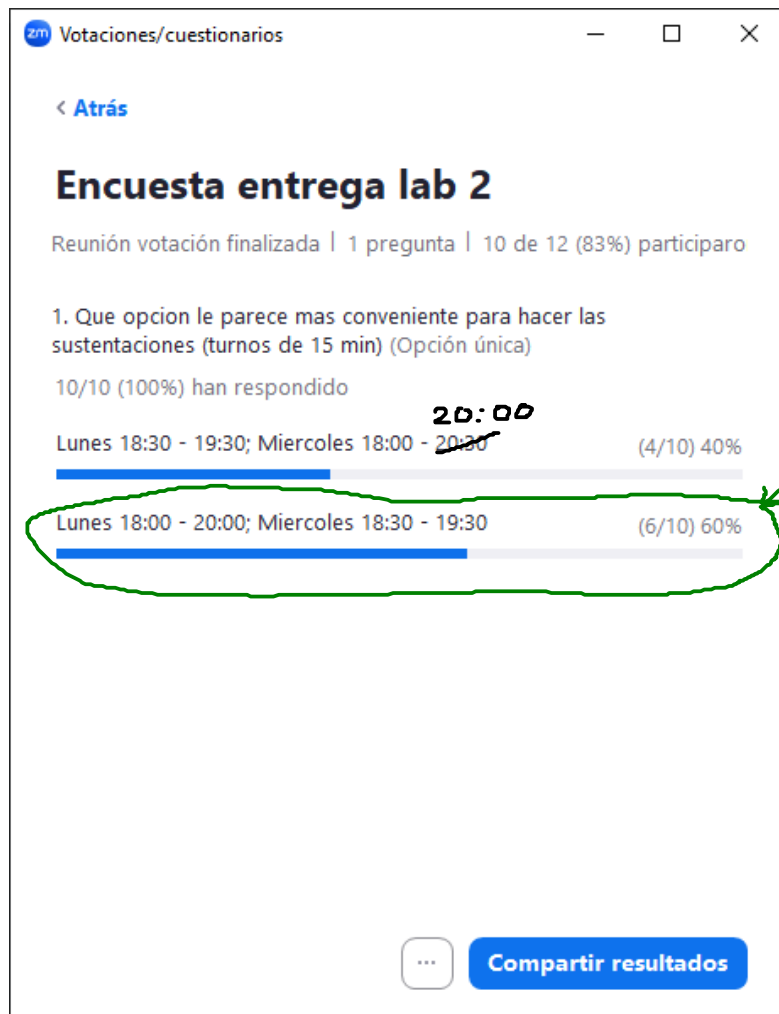 zm Votaciones/cuestionarios
< Atrás
Encuesta entrega lab 2
Reunión votación finalizada | 1 pregunta | 10 de 12 (83%) participaro
1. Que opcion le parece mas conveniente para hacer las
sustentaciones (turnos de 15 min) (Opción única)
10/10 (100%) han respondido
20:00
Lunes 18:30 - 19:30; Miercoles 18:00 - 20:30 (4/10) 40%
Lunes 18:00 - 20:00; Miercoles 18:30 - 19:30 (6/10) 60%
... Compartir resultados